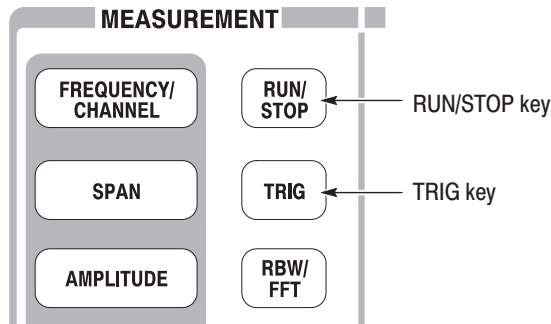 MEASUREMENT
FREQUENCY/
CHANNEL
RUN/
STOP
RUN/STOP key
SPAN
TRIG
TRIG key
AMPLITUDE
RBW/
FFT